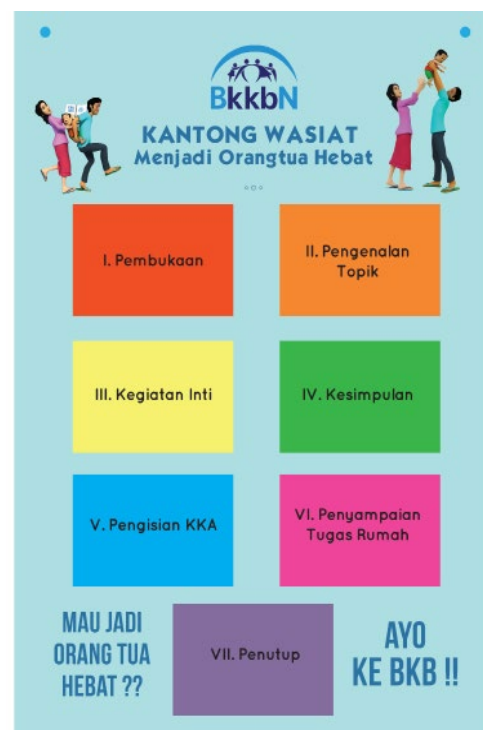 BkkbN
KANTONG WASIAT
Menjadi Orangtua Hebat
I. Pembukaan
II. Pengenalan
Topik
III. Kegiatan Inti
IV. Kesimpulan
V. Pengisian KKA
VI. Penyampaian
Tugas Rumah
MAU JADI
ORANG TUA
HEBAT ??
VII. Penutup
AYO
KE BKB !!